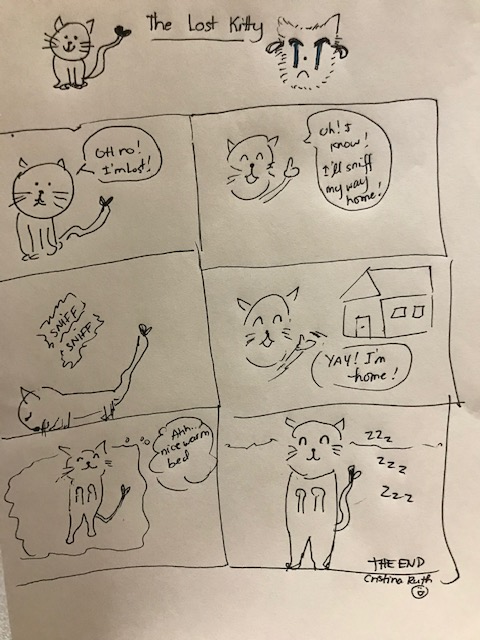 The Lost Kitty
OH no!
I'm Lost!
Oh! I
know!
I'll sniff
my way
home!
SNIFF
SNIFF
YAY! I'm
home!
Ahh..
nice warm
bed
ZZZ
ZZZ
ZZZ
THE END
Cristina Ruth